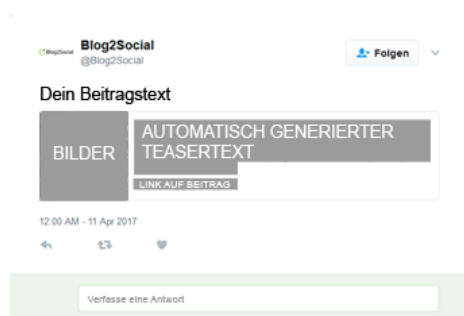 Blog2Social
Blog2Social
@Blog2Social
Folgen
Dein Beitragstext
BILDER
AUTOMATISCH GENERIERTER
TEASERTEXT
LINK AUF BEITRAG
12:00 AM - 11 Apr 2017
Verfasse eine Antwort